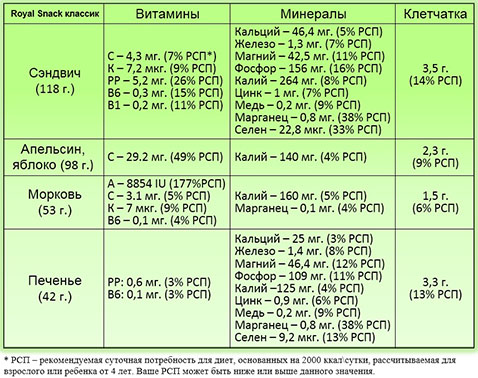 Royal Snack классик
Витамины
Минералы
Клетчатка
Сэндвич
(118 г.)
С – 4,3 мг. (7% РСП*)
К – 7,2 мкг. (9% РСП)
РР – 5,2 мг. (26% РСП)
В6 – 0,3 мг. (15% РСП)
В1 – 0,2 мг. (11% РСП)
Кальций – 46,4 мг. (5% РСП)
Железо – 1,3 мг. (7% РСП)
Магний – 42,5 мг. (11% РСП)
Фосфор – 156 мг. (16% РСП)
Калий – 264 мг. (8% РСП)
Цинк – 1 мг. (7% РСП)
Медь – 0,2 мг. (9% РСП)
Марганец – 0,8 мг. (38% РСП)
Селен – 22,8 мкг. (33% РСП)
3,5 г.
(14% РСП)
Апельсин,
яблоко (98 г.)
С – 29.2 мг. (49% РСП)
Калий – 140 мг. (4% РСП)
2,3 г.
(9% РСП)
Морковь
(53 г.)
А – 8854 IU (177%РСП)
С – 3.1 мг. (5% РСП)
К – 7 мкг. (9% РСП)
В6 – 0,1 мг. (4% РСП)
Калий – 160 мг. (5% РСП)
Марганец – 0,1 мг. (4% РСП)
1,5 г.
(6% РСП)
Печенье
(42 г.)
РР: 0,6 мг. (3% РСП)
В6: 0,1 мг. (3% РСП)
Кальций – 25 мг. (3% РСП)
Железо – 1,4 мг. (8% РСП)
Магний – 46,4 мг. (12% РСП)
Фосфор – 109 мг. (11% РСП)
Калий –125 мг. (4% РСП)
Цинк – 0,9 мг. (6% РСП)
Медь – 0,2 мг. (9% РСП)
Марганец – 0,8 мг. (38% РСП)
Селен – 9,2 мкг. (13% РСП)
3,3 г.
(13% РСП)
* РСП – рекомендуемая суточная потребность для диет, основанных на 2000 ккал\сутки, рассчитываемая для
взрослого или ребенка от 4 лет. Ваше РСП может быть ниже или выше данного значения.